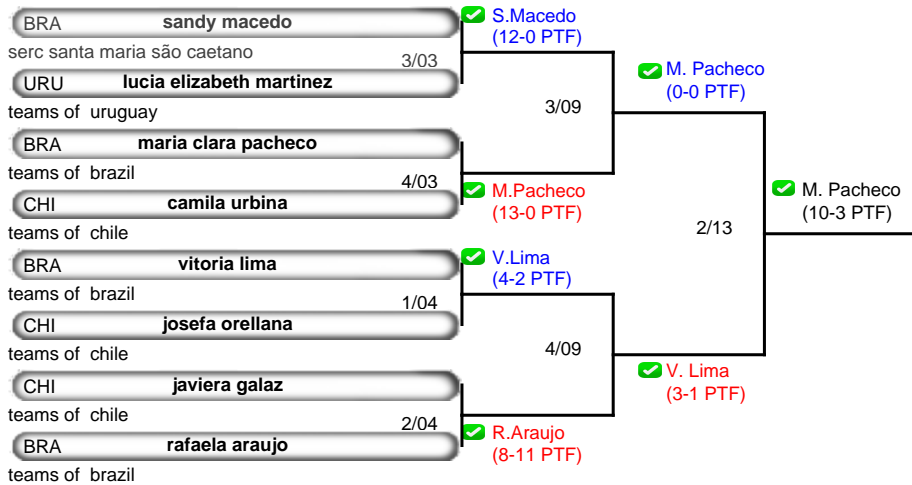 BRA sandy macedo
serc santa maria são caetano
3/03
URU lucia elizabeth martinez
teams of uruguay
BRA maria clara pacheco
teams of brazil
4/03
CHI camila urbina
teams of chile
BRA vitoria lima
teams of brazil
1/04
CHI josefa orellana
teams of chile
CHI javiera galaz
teams of chile
2/04
BRA rafaela araujo
teams of brazil
S.Macedo
(12-0 PTF)
3/09
M.Pacheco
(13-0 PTF)
V.Lima
(4-2 PTF)
4/09
R.Araujo
(8-11 PTF)
M. Pacheco
(0-0 PTF)
2/13
V. Lima
(3-1 PTF)
M. Pacheco
(10-3 PTF)